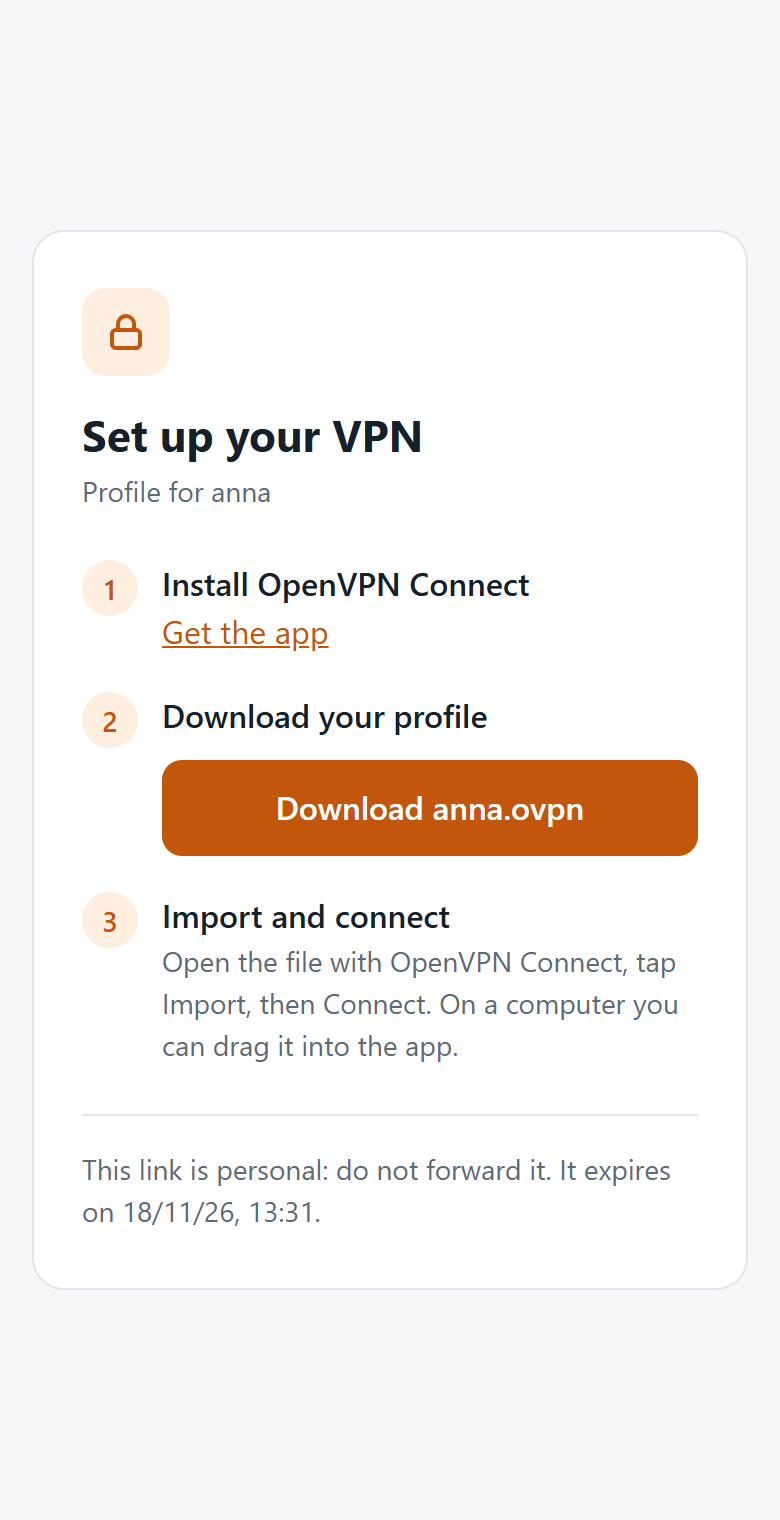 Set up your VPN
Profile for anna
1
Install OpenVPN Connect
Get the app
2
Download your profile
Download anna.ovpn
3
Import and connect
Open the file with OpenVPN Connect, tap
Import, then Connect. On a computer you
can drag it into the app.
This link is personal: do not forward it. It expires
on 18/11/26, 13:31.